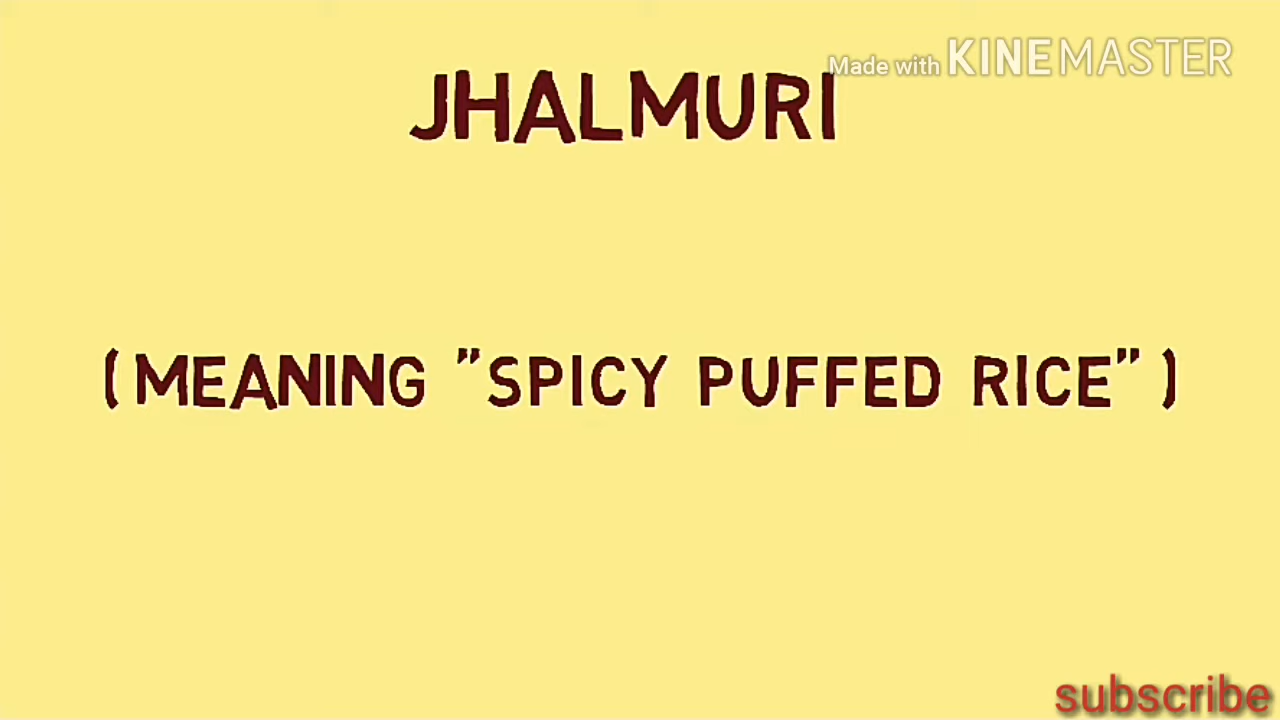 Made with KINEMASTER
JHALMURI
(MEANING "SPICY PUFFED RICE")
subscribe